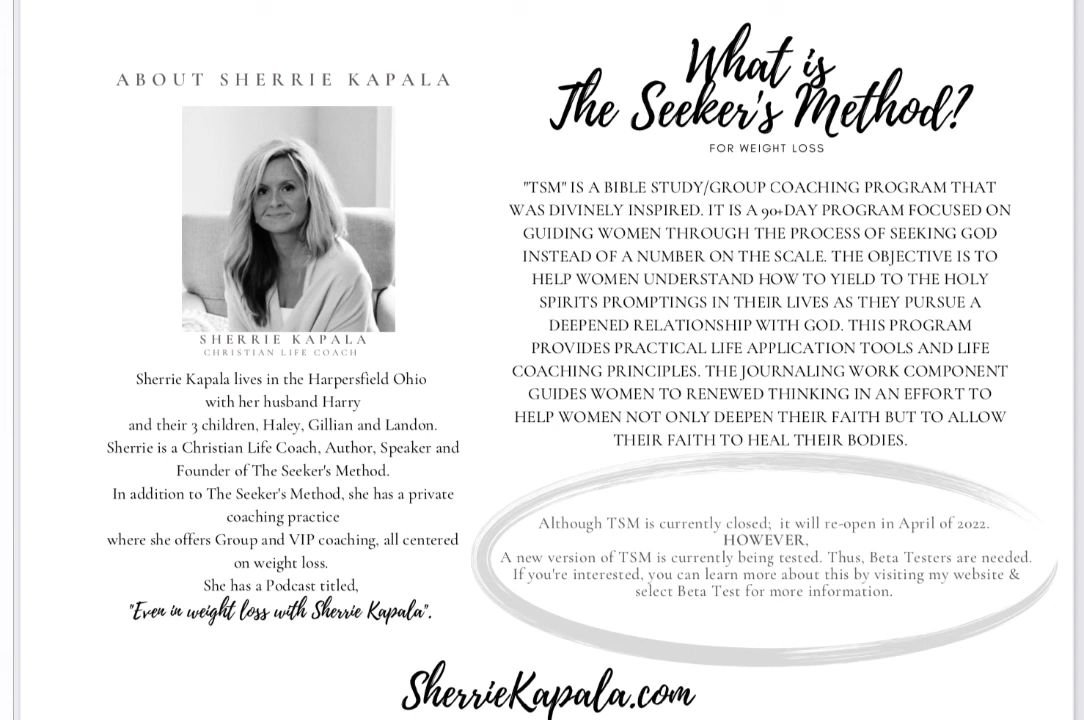 ABOUT SHERRIE KAPALA
SHERRIE KAPALA
CHRISTIAN LIFE COACH
Sherrie Kapala lives in the Harpersfield Ohio
with her husband Harry
and their 3 children, Haley, Gillian and Landon.
Sherrie is a Christian Life Coach, Author, Speaker and
Founder of The Seeker's Method.
In addition to The Seeker's Method, she has a private
coaching practice
where she offers Group and VIP coaching, all centered
on weight loss.
She has a Podcast titled,
"Even in weight loss with Sherrie Kapala".
What is
The Seeker's Method?
FOR WEIGHT LOSS
"TSM" IS A BIBLE STUDY/GROUP COACHING PROGRAM THAT
WAS DIVINELY INSPIRED. IT IS A 90+DAY PROGRAM FOCUSED ON
GUIDING WOMEN THROUGH THE PROCESS OF SEEKING GOD
INSTEAD OF A NUMBER ON THE SCALE. THE OBJECTIVE IS TO
HELP WOMEN UNDERSTAND HOW TO YIELD TO THE HOLY
SPIRITS PROMPTINGS IN THEIR LIVES AS THEY PURSUE A
DEEPENED RELATIONSHIP WITH GOD. THIS PROGRAM
PROVIDES PRACTICAL LIFE APPLICATION TOOLS AND LIFE
COACHING PRINCIPLES. THE JOURNALING WORK COMPONENT
GUIDES WOMEN TO RENEWED THINKING IN AN EFFORT TO
HELP WOMEN NOT ONLY DEEPEN THEIR FAITH BUT TO ALLOW
THEIR FAITH TO HEAL THEIR BODIES.
Although TSM is currently closed; it will re-open in April of 2022.
HOWEVER,
A new version of TSM is currently being tested. Thus, Beta Testers are needed.
If you're interested, you can learn more about this by visiting my website &
select Beta Test for more information.
SherrieKapala.com